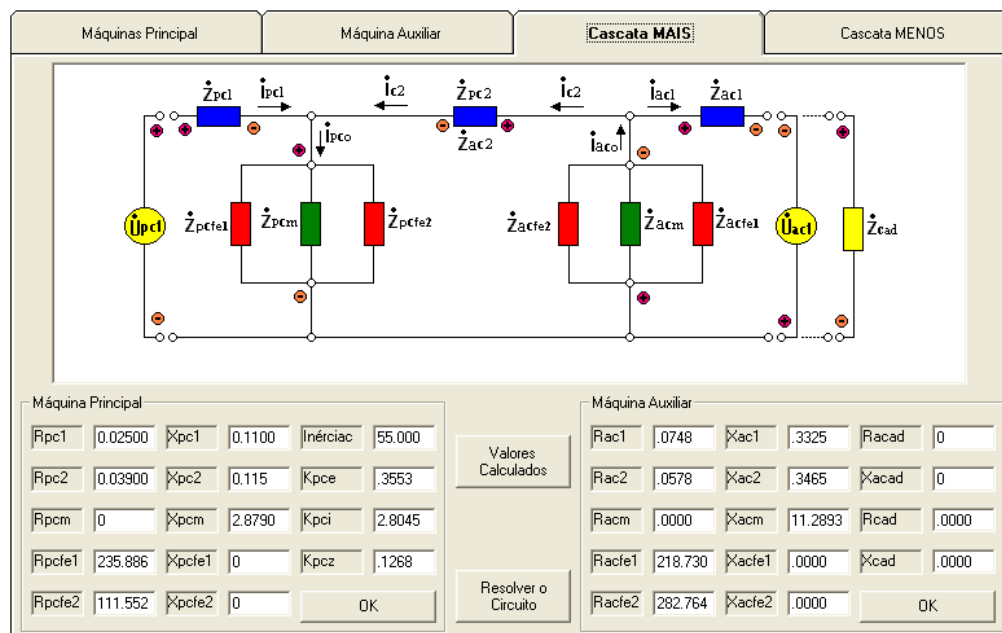 Máquinas Principal
Máquina Auxiliar
Cascata MAIS
Cascata MENOS
Żpc1
i̇pc1
i̇c2
Żpc2
Żac2
i̇c2
i̇ac1
Żac1
i̇pco
i̇aco
U̇pc1
Żpcfe1
Żpcm
Żpcfe2
Żacfe2
Żacm
Żacfe1
U̇ac1
Żcad
Máquina Principal
Rpc1 0.02500 Xpc1 0.1100 Inérciac 55.000
Rpc2 0.03900 Xpc2 0.115 Kpce .3553
Rpcm 0 Xpcm 2.8790 Kpci 2.8045
Rpcfe1 235.886 Xpcfe1 0 Kpcz .1268
Rpcfe2 111.552 Xpcfe2 0 OK
Valores
Calculados
Resolver o
Circuito
Máquina Auxiliar
Rac1 .0748 Xac1 .3325 Racad 0
Rac2 .0578 Xac2 .3465 Xacad 0
Racm .0000 Xacm 11.2893 Rcad .0000
Racfe1 218.730 Xacfe1 .0000 Xcad .0000
Racfe2 282.764 Xacfe2 .0000 OK